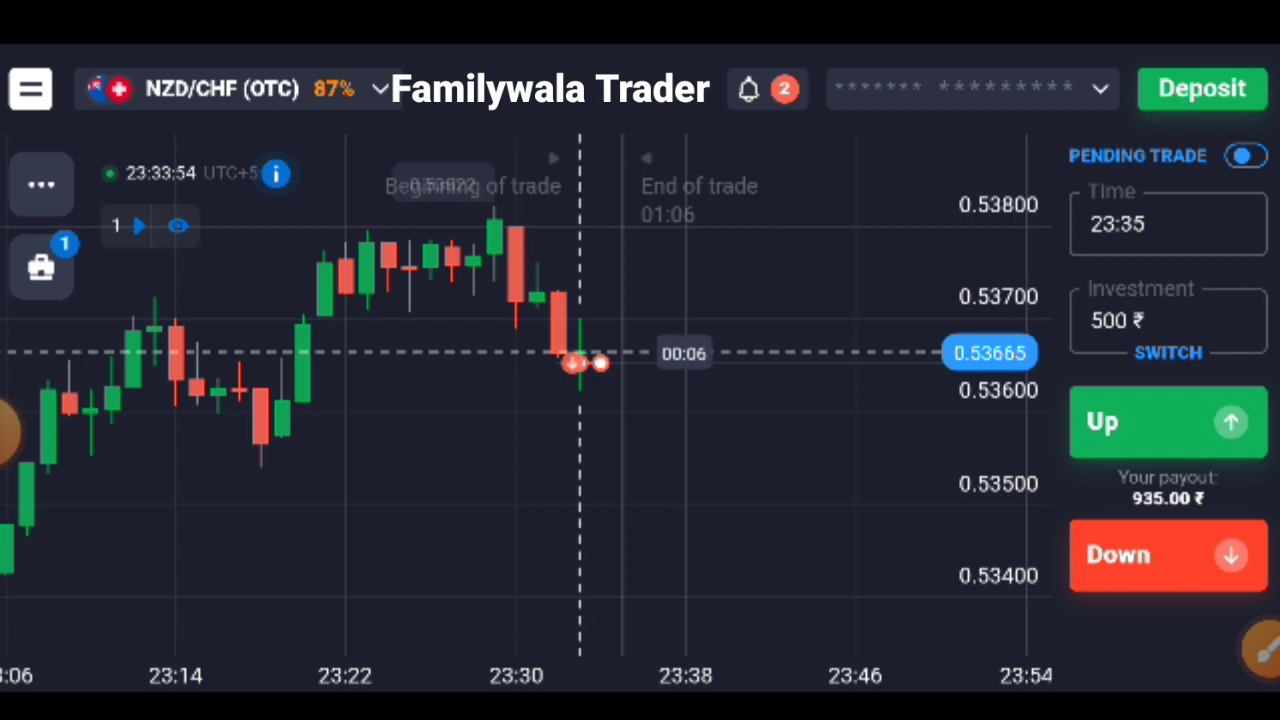 NZD/CHF (OTC) 87% Familywala Trader 2 ******* ********* Deposit
23:33:54 UTC+5
1
1
0.53822
Beginning of trade
End of trade
01:06
0.53800
0.53700
00:06
0.53665
0.53600
0.53500
0.53400
:06 23:14 23:22 23:30 23:38 23:46 23:54
PENDING TRADE
Time
23:35
Investment
500 ₹
SWITCH
Up
Your payout:
935.00 ₹
Down